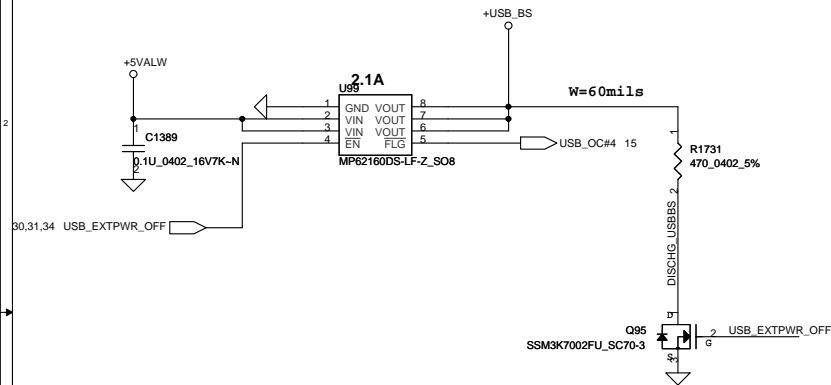 +USB_BS
+5VALW
2.1A
U99
W=60mils
1 GND VOUT 8
2 VIN VOUT 7
3 VIN VOUT 6
4 EN FLG 5
MP62160DS-LF-Z_SO8
2
1
C1389
0.1U_0402_16V7K~N
2
USB_OC#4 15
1
R1731
470_0402_5%
2
30,31,34 USB_EXTPWR_OFF
DISCHG_USBBS
Q95
SSM3K7002FU_SC70-3
1
D
2
G
S
3
USB_EXTPWR_OFF